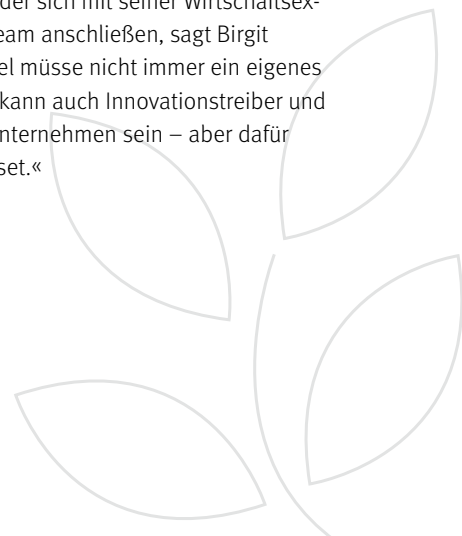 der sich mit seiner Wirtschaftsex-
eam anschließen, sagt Birgit
el müsse nicht immer ein eigenes
kann auch Innovationstreiber und
nternehmen sein – aber dafür
set.«